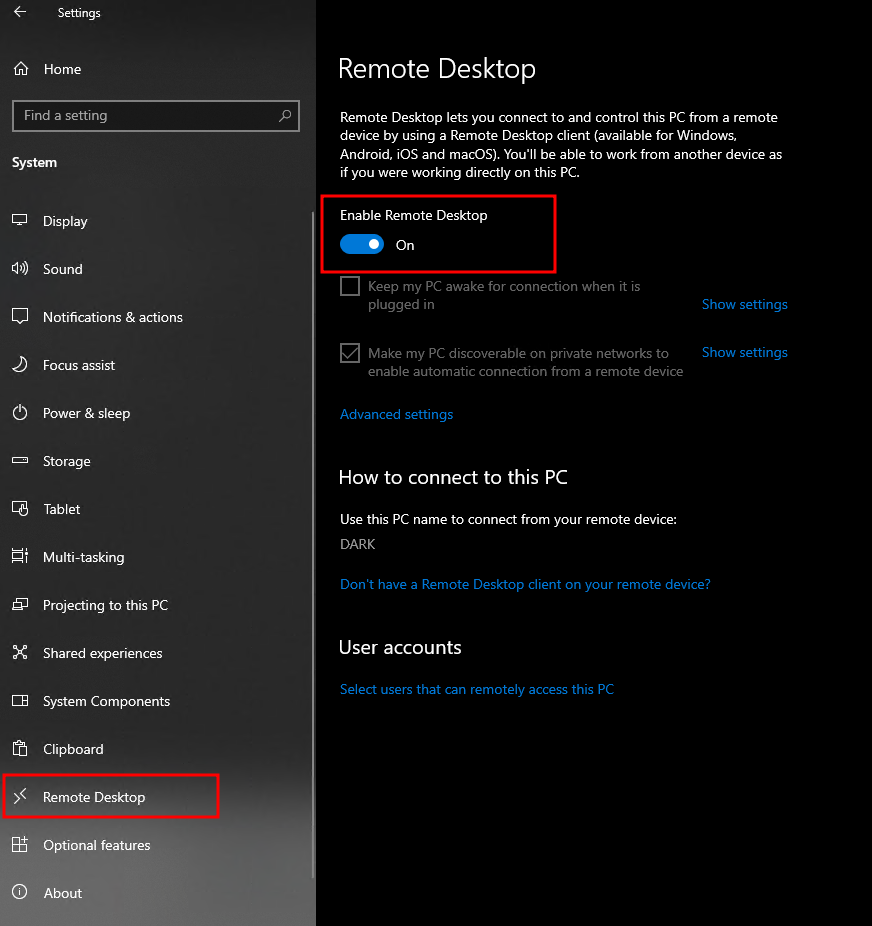 Settings
Home
Find a setting
System
Display
Sound
Notifications & actions
Focus assist
Power & sleep
Storage
Tablet
Multi-tasking
Projecting to this PC
Shared experiences
System Components
Clipboard
Remote Desktop
Optional features
About
Remote Desktop
Remote Desktop lets you connect to and control this PC from a remote
device by using a Remote Desktop client (available for Windows,
Android, iOS and macOS). You'll be able to work from another device as
if you were working directly on this PC.
Enable Remote Desktop
On
Keep my PC awake for connection when it is
plugged in
Show settings
Make my PC discoverable on private networks to
enable automatic connection from a remote device
Show settings
Advanced settings
How to connect to this PC
Use this PC name to connect from your remote device:
DARK
Don't have a Remote Desktop client on your remote device?
User accounts
Select users that can remotely access this PC